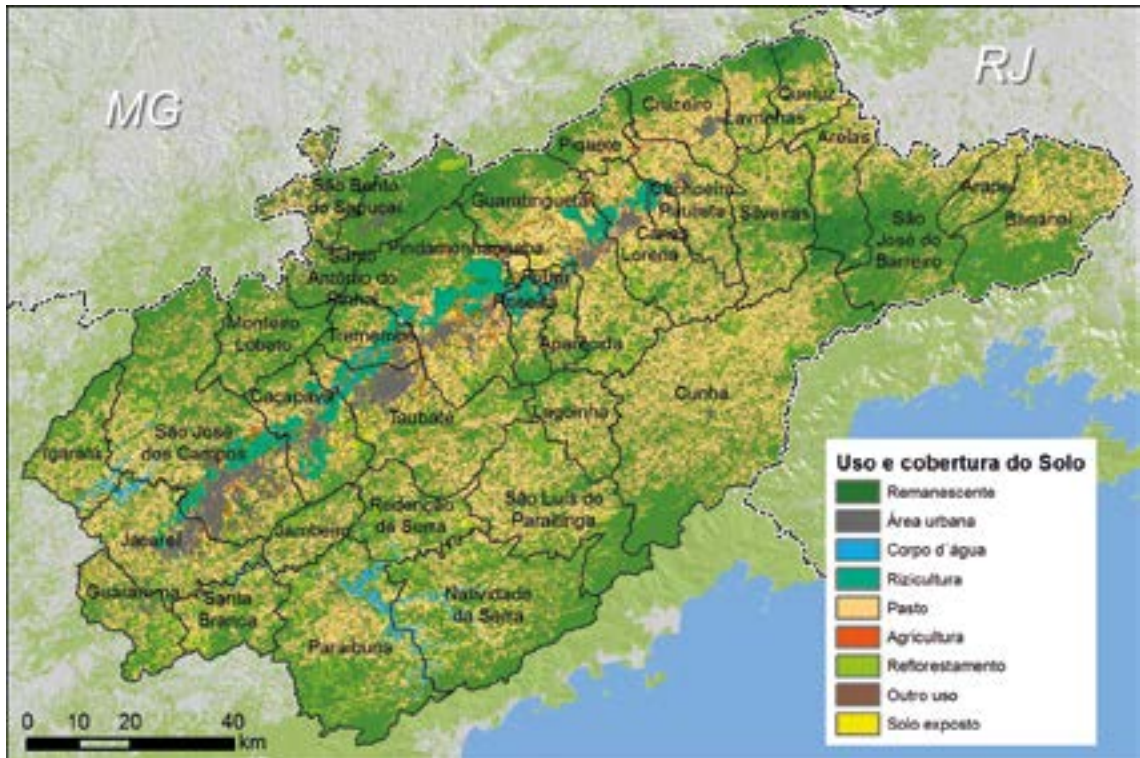 MG
RJ
Cruzeiro
Queluz
Lavrinhas
Areias
Piquete
São Bento
do Sapucaí
Guaratinguetá
Cachoeira
Paulista
Silveiras
Arapeí
Bananal
São
José do
Barreiro
Pindamonhangaba
Canas
Lorena
Santo
Antônio do
Pinhal
Roseira
Monteiro
Lobato
Tremembé
Aparecida
Cunha
Caçapava
Taubaté
Lagoinha
Igaratá
São José
dos Campos
Redenção
da Serra
São Luis do
Paraitinga
Jacareí
Jambeiro
Guararema
Santa
Branca
Natividade
da Serra
Paraibuna
Uso e cobertura do Solo
Remanescente
Área urbana
Corpo d´água
Rizicultura
Pasto
Agricultura
Reflorestamento
Outro uso
Solo exposto
0 10 20 40
km